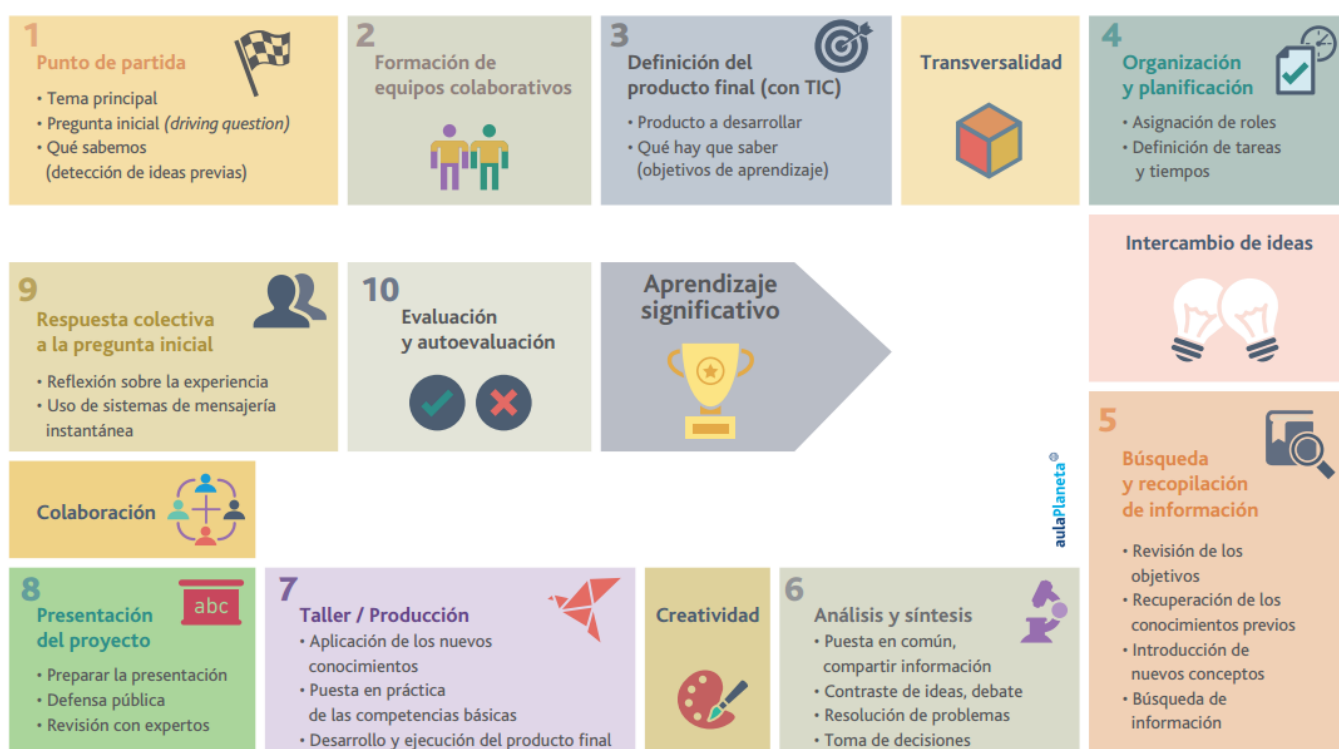 1
Punto de partida
• Tema principal
• Pregunta inicial (driving question)
• Qué sabemos
(detección de ideas previas)
2
Formación de
equipos colaborativos
3
Definición del
producto final (con TIC)
• Producto a desarrollar
• Qué hay que saber
(objetivos de aprendizaje)
Transversalidad
4
Organización
y planificación
• Asignación de roles
• Definición de tareas
y tiempos
Intercambio de ideas
5
Búsqueda
y recopilación
de información
• Revisión de los
objetivos
• Recuperación de los
conocimientos previos
• Introducción de
nuevos conceptos
• Búsqueda de
información
6
Análisis y síntesis
• Puesta en común,
compartir información
• Contraste de ideas, debate
• Resolución de problemas
• Toma de decisiones
Creatividad
7
Taller / Producción
• Aplicación de los nuevos
conocimientos
• Puesta en práctica
de las competencias básicas
• Desarrollo y ejecución del producto final
8
Presentación
del proyecto
abc
• Preparar la presentación
• Defensa pública
• Revisión con expertos
Colaboración
9
Respuesta colectiva
a la pregunta inicial
• Reflexión sobre la experiencia
• Uso de sistemas de mensajería
instantánea
10
Evaluación
y autoevaluación
Aprendizaje
significativo
aulaPlaneta